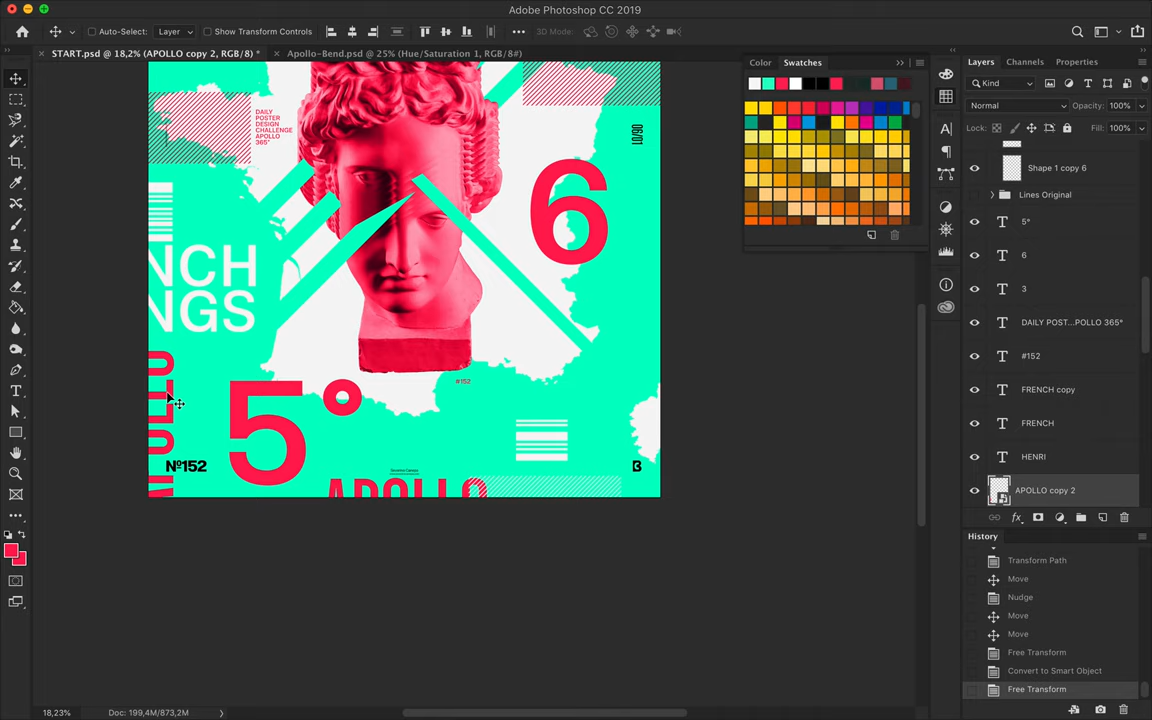 Adobe Photoshop CC 2019
Auto-Select:
Layer
Show Transform Controls
3D Mode:
START.psd @ 18,2% (APOLLO copy 2, RGB/8) *
Apollo-Bend.psd @ 25% (Hue/Saturation 1, RGB/8#)
Color
Swatches
Layers
Channels
Properties
Kind
Normal
Opacity:
100%
Lock:
Fill:
100%
Shape 1 copy 6
Lines Original
5°
6
3
DAILY POST...POLLO 365°
#152
FRENCH copy
FRENCH
HENRI
APOLLO copy 2
History
Transform Path
Move
Nudge
Move
Move
Free Transform
Convert to Smart Object
Free Transform
DAILY
POSTER
DESIGN
CHALLENGE
APOLLO
365°
6
NCH
NGS
5°
#152
Nº152
APOLLO
18,23%
Doc: 199,4M/873,2M